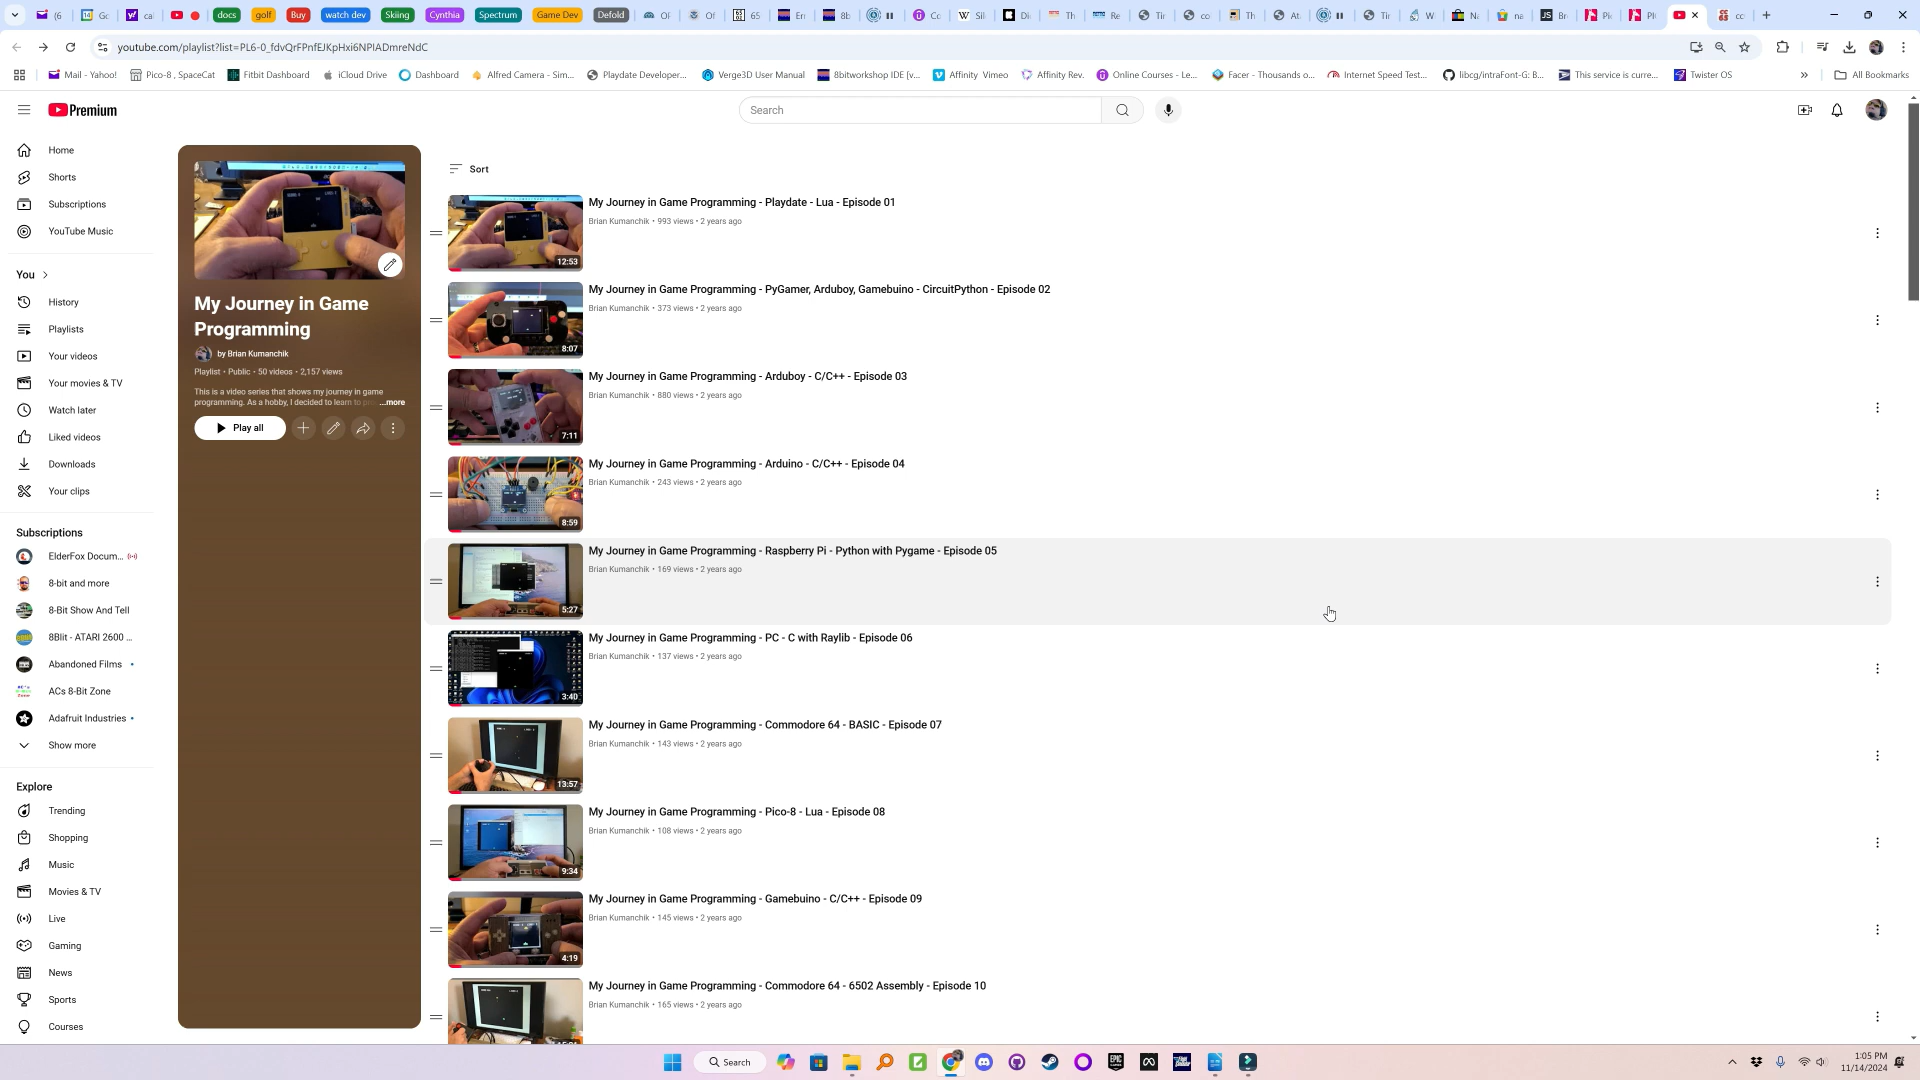 (6
Gc
ca
docs
golf
Buy
watch dev
Skiing
Cynthia
Spectrum
Game Dev
Defold
youtube.com/playlist?list=PL6-0_fdvQrFPnfEJKpHxi6NPlADmreNdC
Mail - Yahoo!
Pico-8 , SpaceCat
Fitbit Dashboard
iCloud Drive
Dashboard
Alfred Camera - Sim...
Playdate Developer...
Verge3D User Manual
8bitworkshop IDE [v...
Affinity Vimeo
Affinity Rev.
Online Courses - Le...
Facer - Thousands o...
Internet Speed Test...
libcg/intraFont-G: B...
This service is curre...
Twister OS
All Bookmarks
Premium
Search
Home
Shorts
Subscriptions
YouTube Music
You
History
Playlists
Your videos
Your movies & TV
Watch later
Liked videos
Downloads
Your clips
Subscriptions
ElderFox Docum...
8-bit and more
8-Bit Show And Tell
8Blit - ATARI 2600 ...
Abandoned Films
ACs 8-Bit Zone
Adafruit Industries
Show more
Explore
Trending
Shopping
Music
Movies & TV
Live
Gaming
News
Sports
Courses
My Journey in Game
Programming
by Brian Kumanchik
Playlist • Public • 50 videos • 2,157 views
This is a video series that shows my journey in game
programming. As a hobby, I decided to learn to pr ...more
Play all
Sort
My Journey in Game Programming - Playdate - Lua - Episode 01
Brian Kumanchik • 993 views • 2 years ago
12:53
My Journey in Game Programming - PyGamer, Arduboy, Gamebuino - CircuitPython - Episode 02
Brian Kumanchik • 373 views • 2 years ago
8:07
My Journey in Game Programming - Arduboy - C/C++ - Episode 03
Brian Kumanchik • 880 views • 2 years ago
7:11
My Journey in Game Programming - Arduino - C/C++ - Episode 04
Brian Kumanchik • 243 views • 2 years ago
8:59
My Journey in Game Programming - Raspberry Pi - Python with Pygame - Episode 05
Brian Kumanchik • 169 views • 2 years ago
5:27
My Journey in Game Programming - PC - C with Raylib - Episode 06
Brian Kumanchik • 137 views • 2 years ago
3:40
My Journey in Game Programming - Commodore 64 - BASIC - Episode 07
Brian Kumanchik • 143 views • 2 years ago
13:57
My Journey in Game Programming - Pico-8 - Lua - Episode 08
Brian Kumanchik • 108 views • 2 years ago
9:34
My Journey in Game Programming - Gamebuino - C/C++ - Episode 09
Brian Kumanchik • 145 views • 2 years ago
4:19
My Journey in Game Programming - Commodore 64 - 6502 Assembly - Episode 10
Brian Kumanchik • 165 views • 2 years ago
Search
1:05 PM
11/14/2024